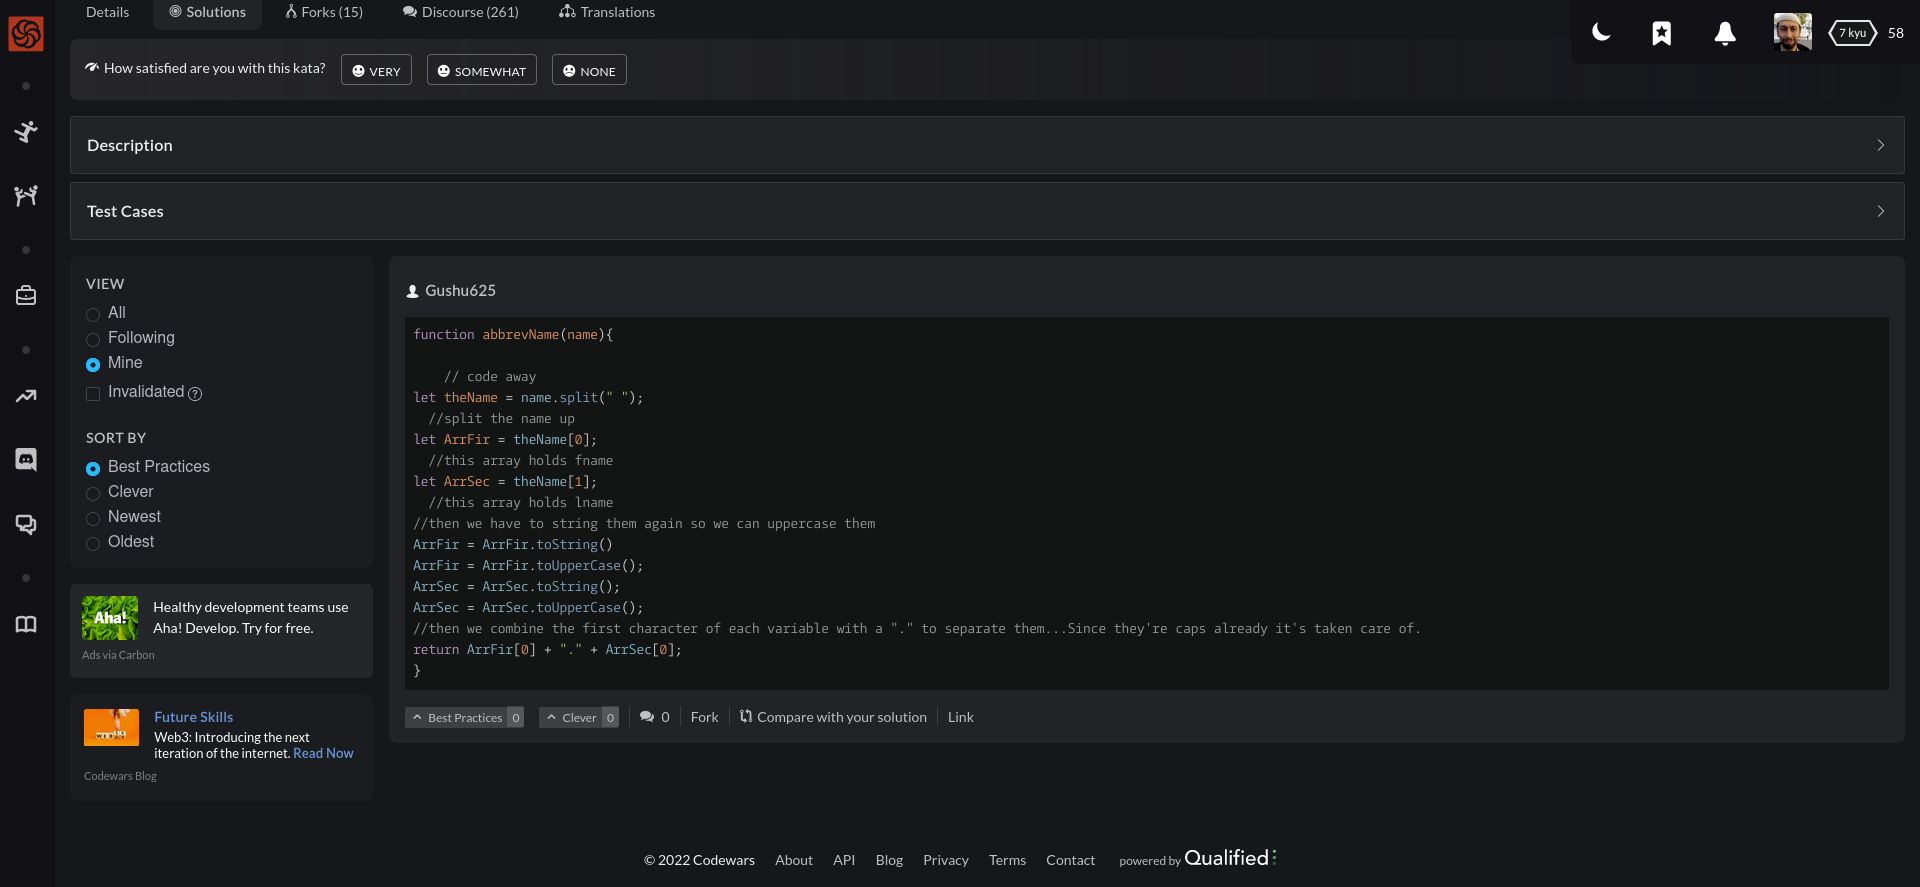 Details Solutions Forks (15) Discourse (261) Translations
7 kyu 58
How satisfied are you with this kata? VERY SOMEWHAT NONE
Description
Test Cases
VIEW
All
Following
Mine
Invalidated ?
SORT BY
Best Practices
Clever
Newest
Oldest
Aha!
Healthy development teams use
Aha! Develop. Try for free.
Ads via Carbon
Future Skills
Web3: Introducing the next
iteration of the internet. Read Now
Codewars Blog
Gushu625
function abbrevName(name){
// code away
let theName = name.split(" ");
//split the name up
let ArrFir = theName[0];
//this array holds fname
let ArrSec = theName[1];
//this array holds lname
//then we have to string them again so we can uppercase them
ArrFir = ArrFir.toString()
ArrFir = ArrFir.toUpperCase();
ArrSec = ArrSec.toString();
ArrSec = ArrSec.toUpperCase();
//then we combine the first character of each variable with a "." to separate them...Since they're caps already it's taken care of.
return ArrFir[0] + "." + ArrSec[0];
}
Best Practices 0 Clever 0 0 Fork Compare with your solution Link
© 2022 Codewars About API Blog Privacy Terms Contact powered by Qualified